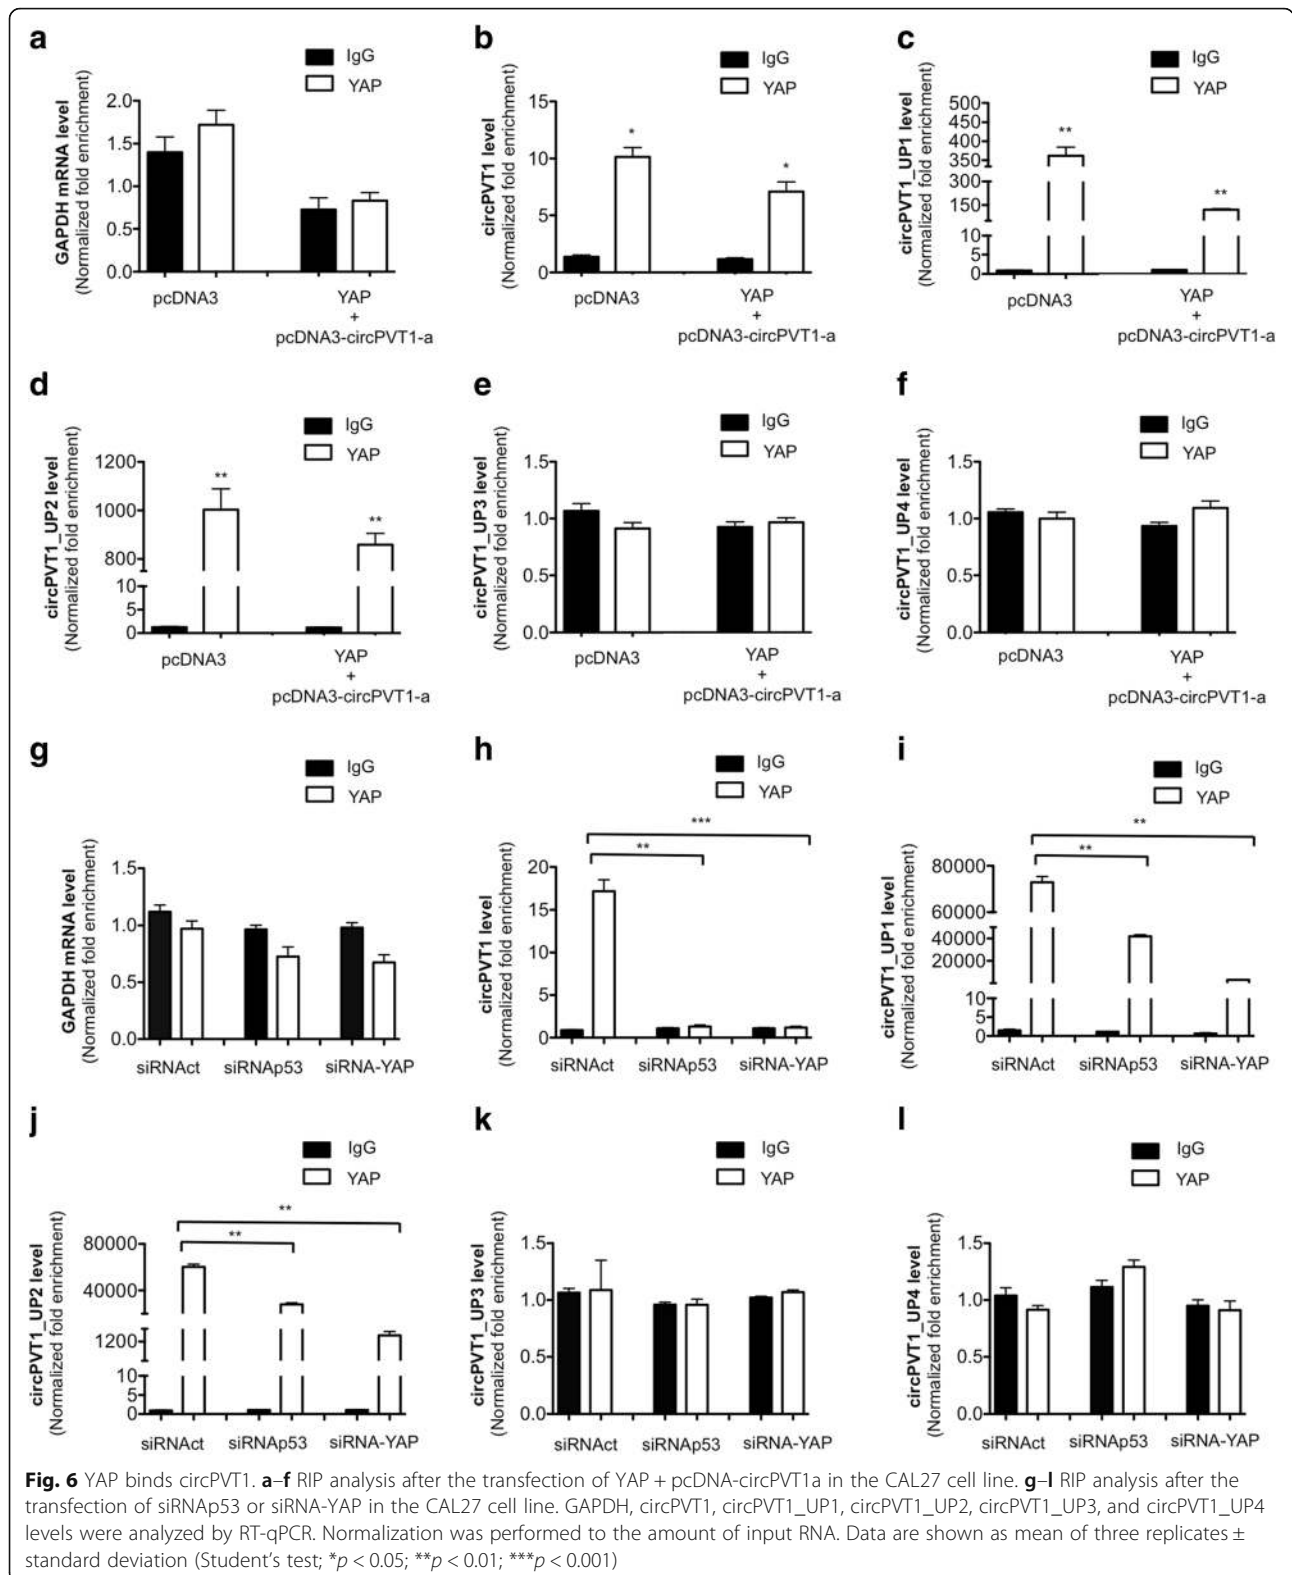 a
IgG
YAP
GAPDH mRNA level
(Normalized fold enrichment)
2.0
1.5
1.0
0.5
0.0
pcDNA3
YAP
+
pcDNA3-circPVT1-a
b
IgG
YAP
circPVT1 level
(Normalized fold enrichment)
15
10
5
0
*
*
pcDNA3
YAP
+
pcDNA3-circPVT1-a
c
IgG
YAP
circPVT1_UP1 level
(Normalized fold enrichment)
500
450
400
350
300
150
10
5
0
**
**
pcDNA3
YAP
+
pcDNA3-circPVT1-a
d
IgG
YAP
circPVT1_UP2 level
(Normalized fold enrichment)
1200
1000
800
10
5
0
**
**
pcDNA3
YAP
+
pcDNA3-circPVT1-a
e
IgG
YAP
circPVT1_UP3 level
(Normalized fold enrichment)
1.5
1.0
0.5
0.0
pcDNA3
YAP
+
pcDNA3-circPVT1-a
f
IgG
YAP
circPVT1_UP4 level
(Normalized fold enrichment)
1.5
1.0
0.5
0.0
pcDNA3
YAP
+
pcDNA3-circPVT1-a
g
IgG
YAP
GAPDH mRNA level
(Normalized fold enrichment)
1.5
1.0
0.5
0.0
siRNAct siRNAp53 siRNA-YAP
h
IgG
YAP
circPVT1 level
(Normalized fold enrichment)
20
15
10
5
0
***
**
siRNAct siRNAp53 siRNA-YAP
i
IgG
YAP
circPVT1_UP1 level
(Normalized fold enrichment)
80000
60000
40000
20000
10
5
0
**
**
siRNAct siRNAp53 siRNA-YAP
j
IgG
YAP
circPVT1_UP2 level
(Normalized fold enrichment)
80000
40000
1200
10
5
0
**
**
siRNAct siRNAp53 siRNA-YAP
k
IgG
YAP
circPVT1_UP3 level
(Normalized fold enrichment)
1.5
1.0
0.5
0.0
siRNAct siRNAp53 siRNA-YAP
l
IgG
YAP
circPVT1_UP4 level
(Normalized fold enrichment)
1.5
1.0
0.5
0.0
siRNAct siRNAp53 siRNA-YAP
Fig. 6 YAP binds circPVT1. a–f RIP analysis after the transfection of YAP + pcDNA-circPVT1a in the CAL27 cell line. g–l RIP analysis after the
transfection of siRNAp53 or siRNA-YAP in the CAL27 cell line. GAPDH, circPVT1, circPVT1_UP1, circPVT1_UP2, circPVT1_UP3, and circPVT1_UP4
levels were analyzed by RT-qPCR. Normalization was performed to the amount of input RNA. Data are shown as mean of three replicates ±
standard deviation (Student's test; *p < 0.05; **p < 0.01; ***p < 0.001)